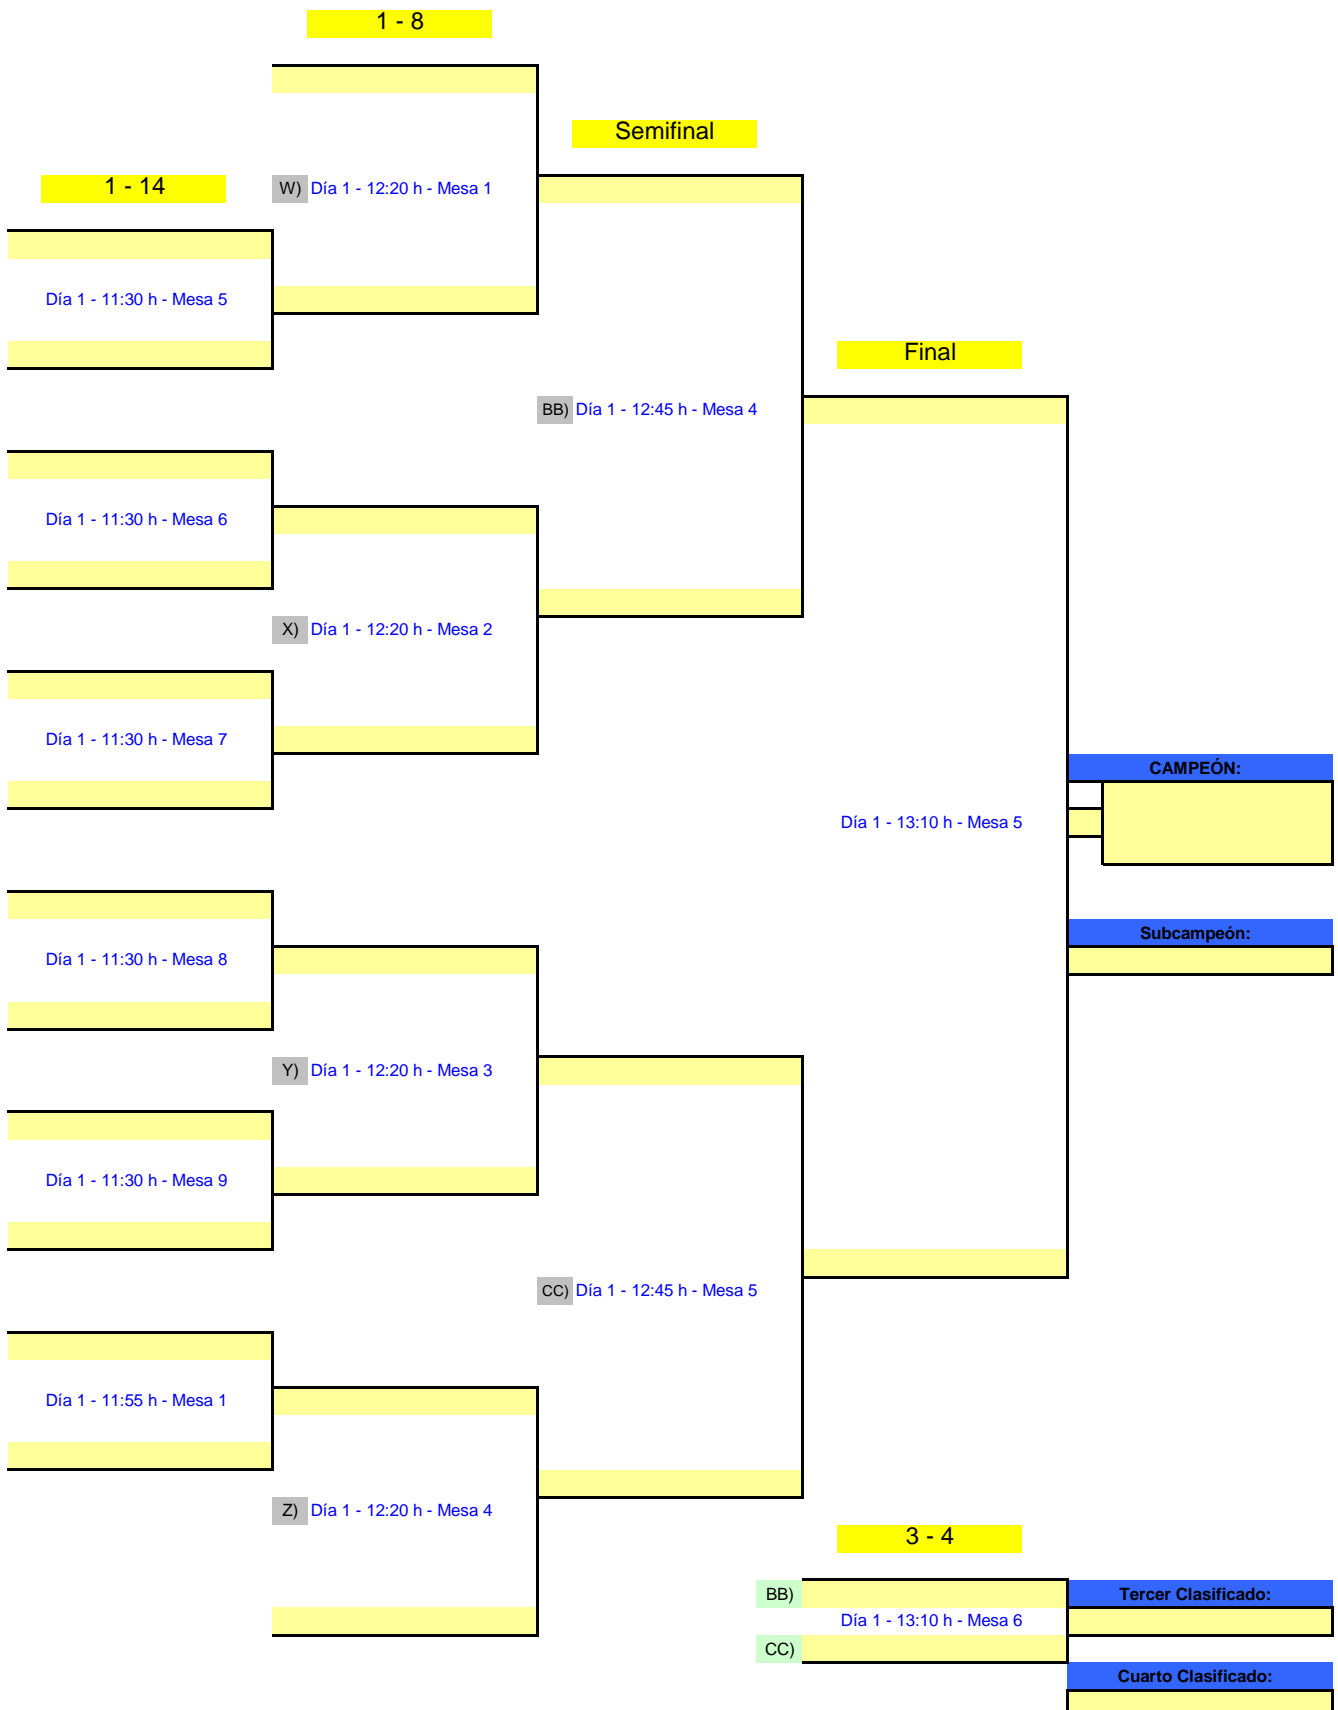 1 - 8
Semifinal
1 - 14
W) Día 1 - 12:20 h - Mesa 1
Día 1 - 11:30 h - Mesa 5
Final
BB) Día 1 - 12:45 h - Mesa 4
Día 1 - 11:30 h - Mesa 6
X) Día 1 - 12:20 h - Mesa 2
Día 1 - 11:30 h - Mesa 7
CAMPEÓN:
Día 1 - 13:10 h - Mesa 5
Subcampeón:
Día 1 - 11:30 h - Mesa 8
Y) Día 1 - 12:20 h - Mesa 3
Día 1 - 11:30 h - Mesa 9
CC) Día 1 - 12:45 h - Mesa 5
Día 1 - 11:55 h - Mesa 1
Z) Día 1 - 12:20 h - Mesa 4
3 - 4
BB)
Tercer Clasificado:
Día 1 - 13:10 h - Mesa 6
CC)
Cuarto Clasificado: